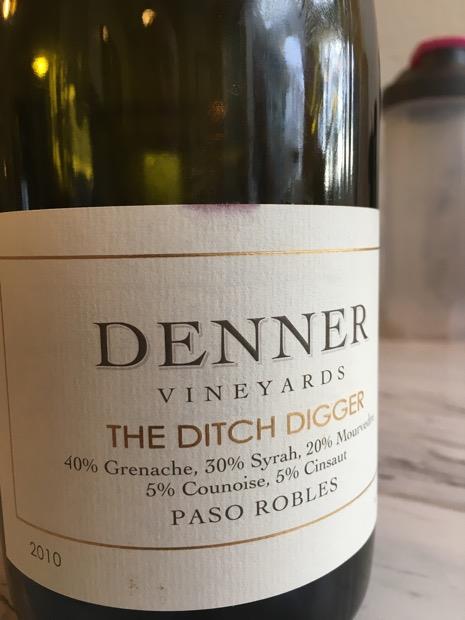 DENNER
VINEYARDS
THE DITCH DIGGER
40% Grenache, 30% Syrah, 20% Mourvedre
5% Counoise, 5% Cinsaut
PASO ROBLES
2010